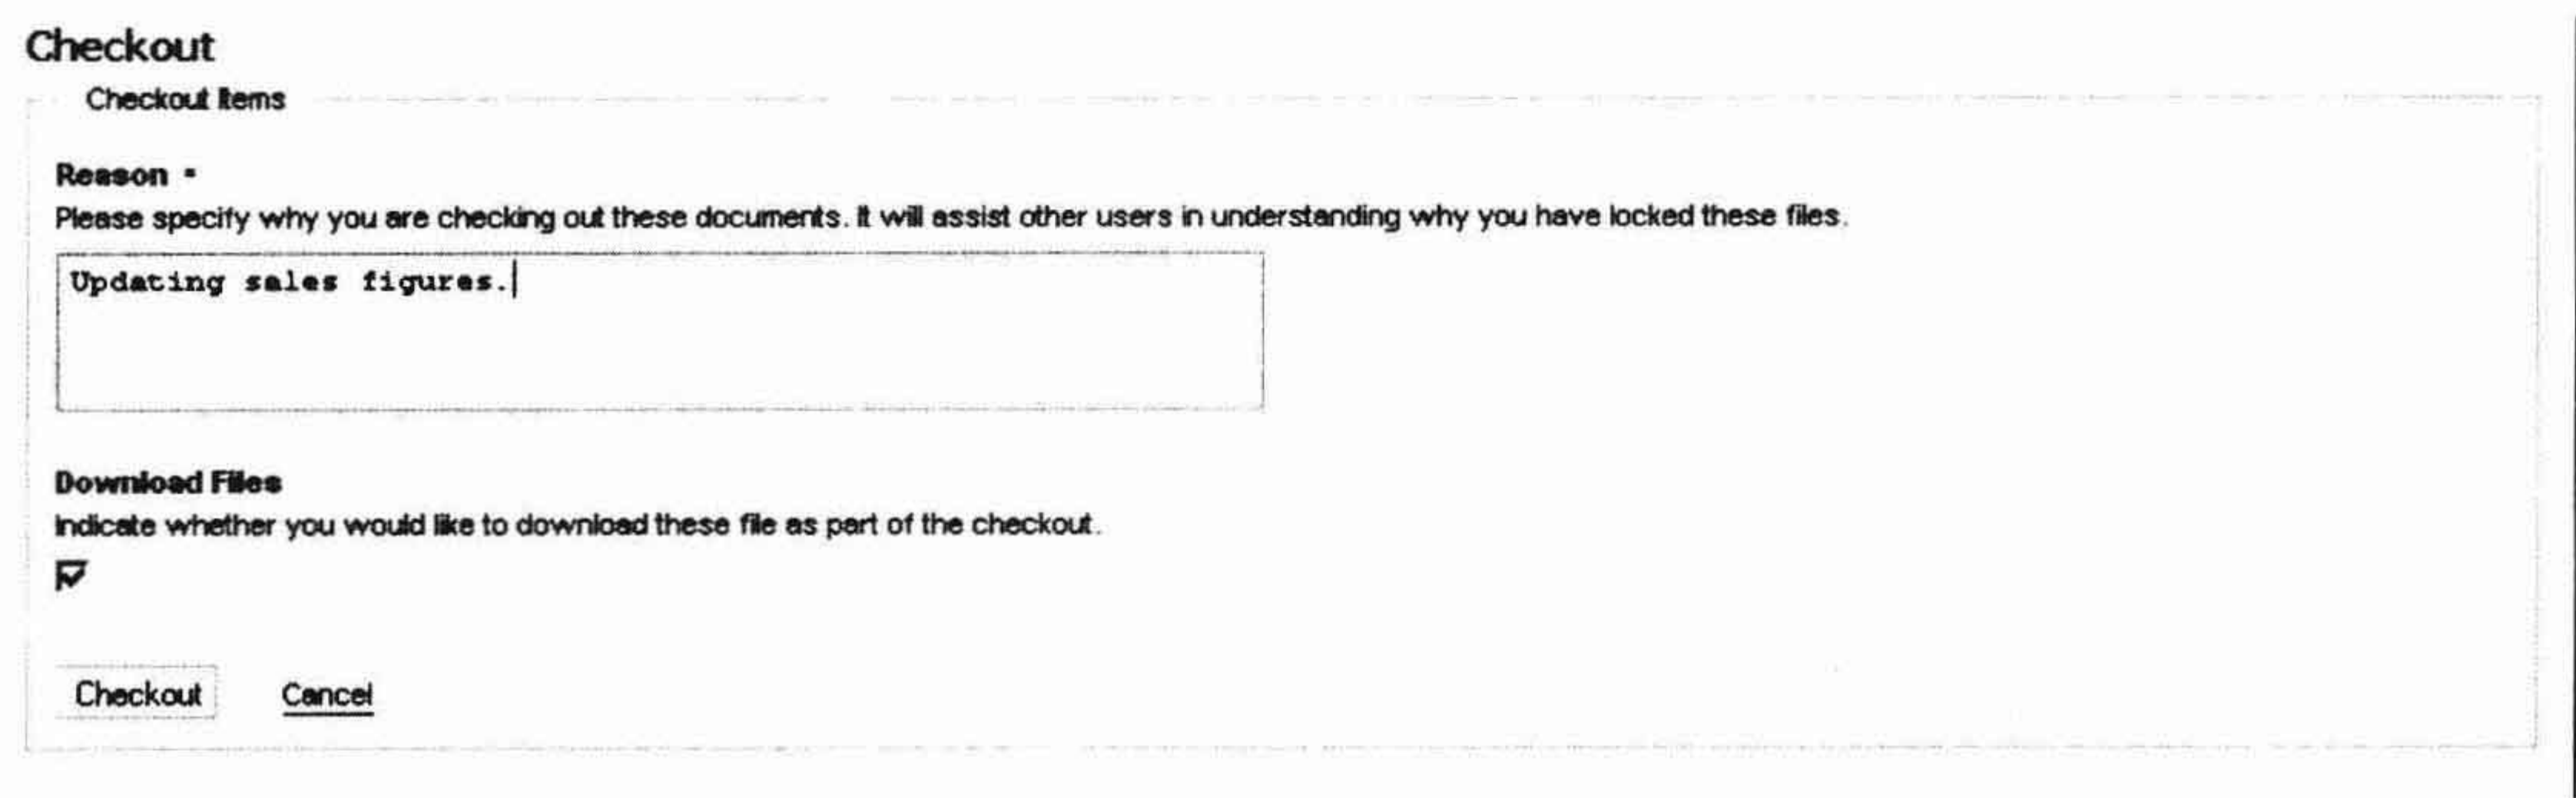 Checkout
Checkout Items
Reason *
Please specify why you are checking out these documents. It will assist other users in understanding why you have locked these files.
Updating sales figures.
Download Files
Indicate whether you would like to download these file as part of the checkout.
Checkout Cancel